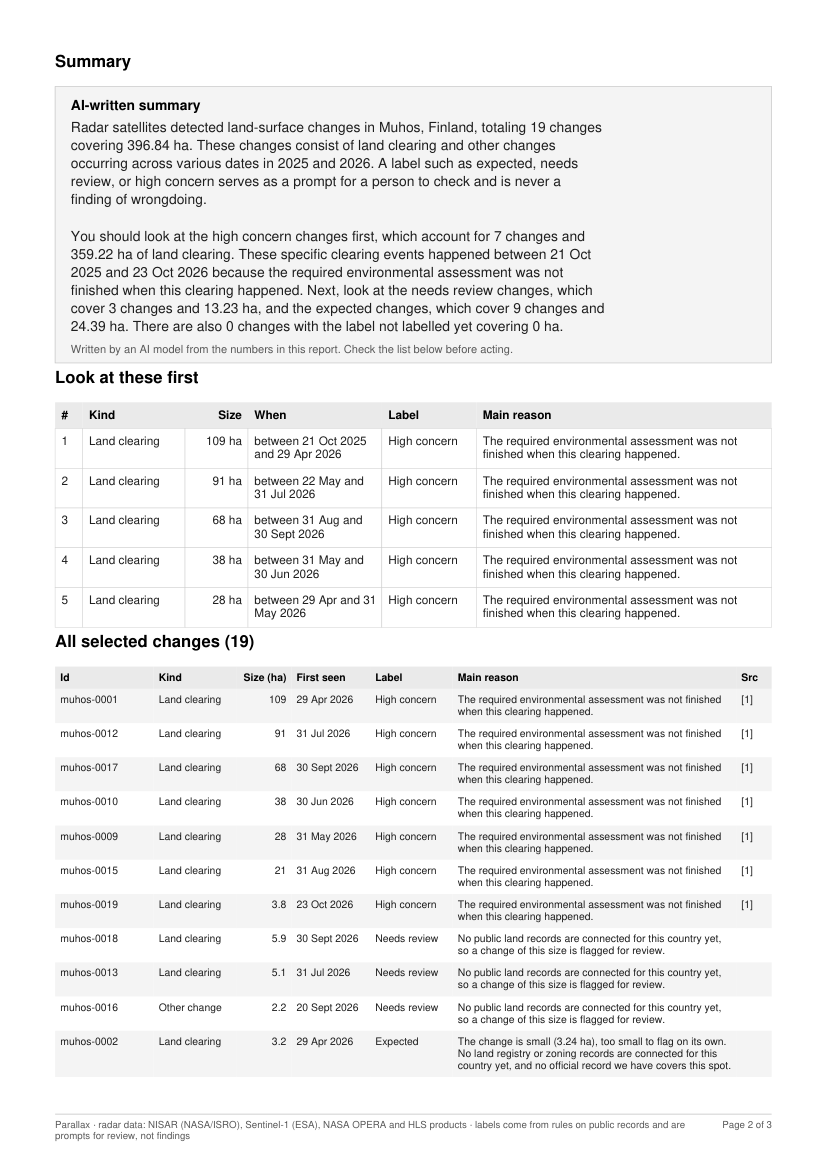 Summary
AI-written summary
Radar satellites detected land-surface changes in Muhos, Finland, totaling 19 changes
covering 396.84 ha. These changes consist of land clearing and other changes
occurring across various dates in 2025 and 2026. A label such as expected, needs
review, or high concern serves as a prompt for a person to check and is never a
finding of wrongdoing.
You should look at the high concern changes first, which account for 7 changes and
359.22 ha of land clearing. These specific clearing events happened between 21 Oct
2025 and 23 Oct 2026 because the required environmental assessment was not
finished when this clearing happened. Next, look at the needs review changes, which
cover 3 changes and 13.23 ha, and the expected changes, which cover 9 changes and
24.39 ha. There are also 0 changes with the label not labelled yet covering 0 ha.
Written by an AI model from the numbers in this report. Check the list below before acting.
Look at these first
# Kind Size When Label Main reason
1 Land clearing 109 ha between 21 Oct 2025 High concern The required environmental assessment was not
and 29 Apr 2026 finished when this clearing happened.
2 Land clearing 91 ha between 22 May and High concern The required environmental assessment was not
31 Jul 2026 finished when this clearing happened.
3 Land clearing 68 ha between 31 Aug and High concern The required environmental assessment was not
30 Sept 2026 finished when this clearing happened.
4 Land clearing 38 ha between 31 May and High concern The required environmental assessment was not
30 Jun 2026 finished when this clearing happened.
5 Land clearing 28 ha between 29 Apr and 31 High concern The required environmental assessment was not
May 2026 finished when this clearing happened.
All selected changes (19)
Id Kind Size (ha) First seen Label Main reason Src
muhos-0001 Land clearing 109 29 Apr 2026 High concern The required environmental assessment was not finished [1]
when this clearing happened.
muhos-0012 Land clearing 91 31 Jul 2026 High concern The required environmental assessment was not finished [1]
when this clearing happened.
muhos-0017 Land clearing 68 30 Sept 2026 High concern The required environmental assessment was not finished [1]
when this clearing happened.
muhos-0010 Land clearing 38 30 Jun 2026 High concern The required environmental assessment was not finished [1]
when this clearing happened.
muhos-0009 Land clearing 28 31 May 2026 High concern The required environmental assessment was not finished [1]
when this clearing happened.
muhos-0015 Land clearing 21 31 Aug 2026 High concern The required environmental assessment was not finished [1]
when this clearing happened.
muhos-0019 Land clearing 3.8 23 Oct 2026 High concern The required environmental assessment was not finished [1]
when this clearing happened.
muhos-0018 Land clearing 5.9 30 Sept 2026 Needs review No public land records are connected for this country yet,
so a change of this size is flagged for review.
muhos-0013 Land clearing 5.1 31 Jul 2026 Needs review No public land records are connected for this country yet,
so a change of this size is flagged for review.
muhos-0016 Other change 2.2 20 Sept 2026 Needs review No public land records are connected for this country yet,
so a change of this size is flagged for review.
muhos-0002 Land clearing 3.2 29 Apr 2026 Expected The change is small (3.24 ha), too small to flag on its own.
No land registry or zoning records are connected for this
country yet, and no official record we have covers this spot.
Parallax · radar data: NISAR (NASA/ISRO), Sentinel-1 (ESA), NASA OPERA and HLS products · labels come from rules on public records and are Page 2 of 3
prompts for review, not findings